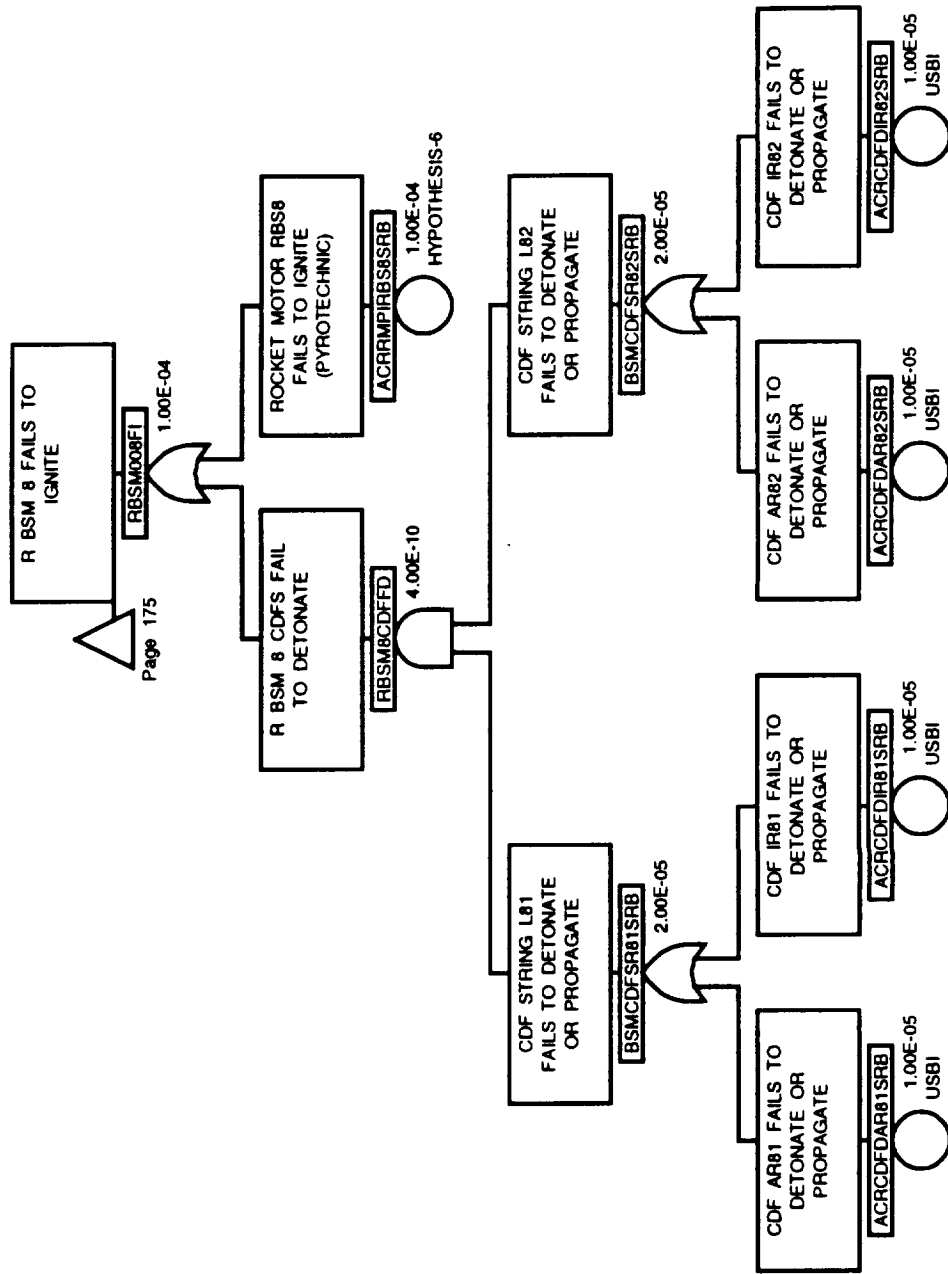 R BSM 8 FAILS TO
IGNITE
RBSM008FI
1.00E-04
Page 175
R BSM 8 CDFS FAIL
TO DETONATE
RBSM8CDFFD
4.00E-10
ROCKET MOTOR RBS8
FAILS TO IGNITE
(PYROTECHNIC)
ACRRMPIRBS8SRB
1.00E-04
HYPOTHESIS-6
CDF STRING L81
FAILS TO DETONATE
OR PROPAGATE
BSMCDFSR81SRB
2.00E-05
CDF STRING L82
FAILS TO DETONATE
OR PROPAGATE
BSMCDFSR82SRB
2.00E-05
CDF AR81 FAILS TO
DETONATE OR
PROPAGATE
ACRCDFDAR81SRB
1.00E-05
USBI
CDF IR81 FAILS TO
DETONATE OR
PROPAGATE
ACRCDFDIR81SRB
1.00E-05
USBI
CDF AR82 FAILS TO
DETONATE OR
PROPAGATE
ACRCDFDAR82SRB
1.00E-05
USBI
CDF IR82 FAILS TO
DETONATE OR
PROPAGATE
ACRCDFDIR82SRB
1.00E-05
USBI